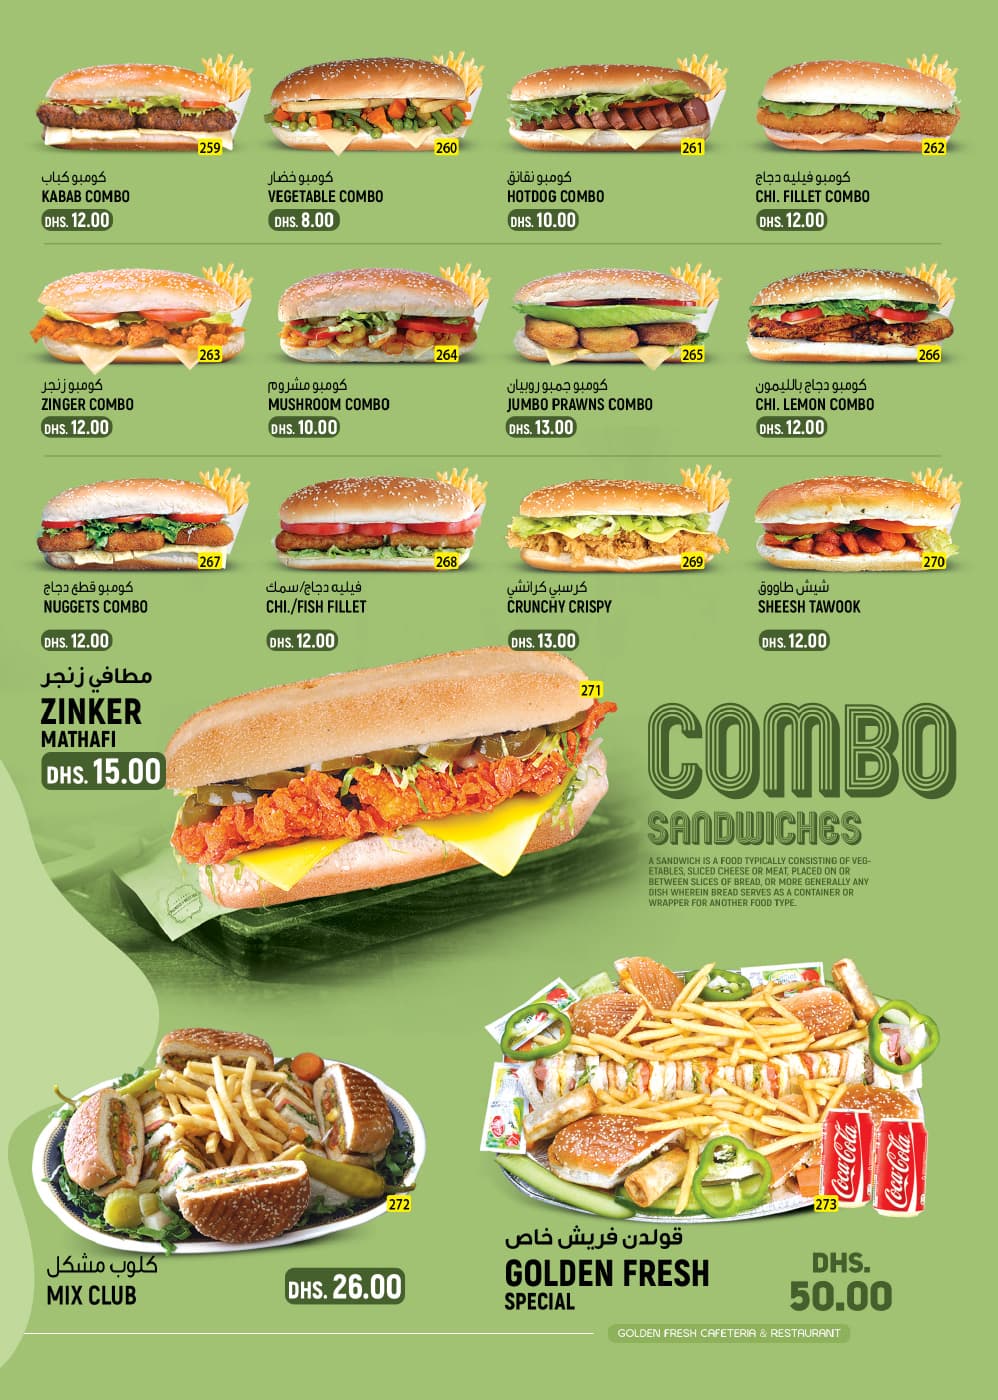 259
كومبو كباب
KABAB COMBO
DHS. 12.00
260
كومبو خضار
VEGETABLE COMBO
DHS. 8.00
261
كومبو نقانق
HOTDOG COMBO
DHS. 10.00
262
كومبو فيليه دجاج
CHI. FILLET COMBO
DHS. 12.00
263
كومبو زنجر
ZINGER COMBO
DHS. 12.00
264
كومبو مشروم
MUSHROOM COMBO
DHS. 10.00
265
كومبو جمبو روبيان
JUMBO PRAWNS COMBO
DHS. 13.00
266
كومبو دجاج بالليمون
CHI. LEMON COMBO
DHS. 12.00
267
كومبو قطع دجاج
NUGGETS COMBO
DHS. 12.00
268
فيليه دجاج/سمك
CHI./FISH FILLET
DHS. 12.00
269
كرسبي كرانشي
CRUNCHY CRISPY
DHS. 13.00
270
شيش طاووق
SHEESH TAWOOK
DHS. 12.00
مطافي زنجر
ZINKER
MATHAFI
DHS. 15.00
271
COMBO
SANDWICHES
A SANDWICH IS A FOOD TYPICALLY CONSISTING OF VEG-
ETABLES, SLICED CHEESE OR MEAT, PLACED ON OR
BETWEEN SLICES OF BREAD, OR MORE GENERALLY ANY
DISH WHEREIN BREAD SERVES AS A CONTAINER OR
WRAPPER FOR ANOTHER FOOD TYPE.
272
كلوب مشكل
MIX CLUB
DHS. 26.00
Coca-Cola
Coca-Cola
273
قولدن فريش خاص
GOLDEN FRESH
SPECIAL
DHS.
50.00
GOLDEN FRESH CAFETERIA & RESTAURANT